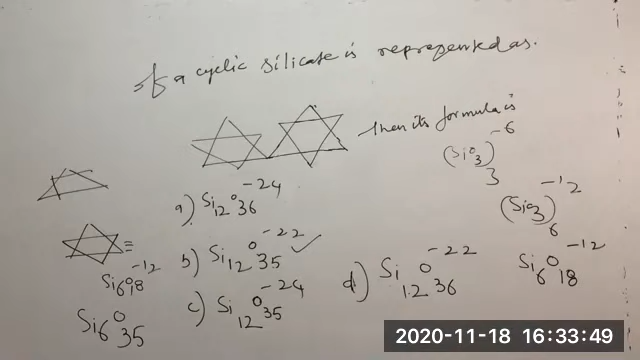 If a cyclic silicate is represented as.
then its formula is
(SiO3)3 -6
a) Si12O36 -24
(SiO3)6 -12
b) Si12O35 -22 ✓
≡
Si6O18 -12
c) Si12O35 -24
d) Si12O36 -22
Si6O18 -12
Si6O35
2020-11-18 16:33:49